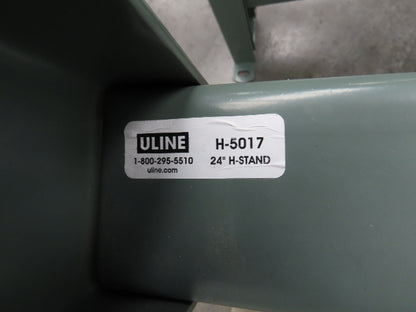 ULINE H-5017
1-800-295-5510 24" H-STAND
uline.com